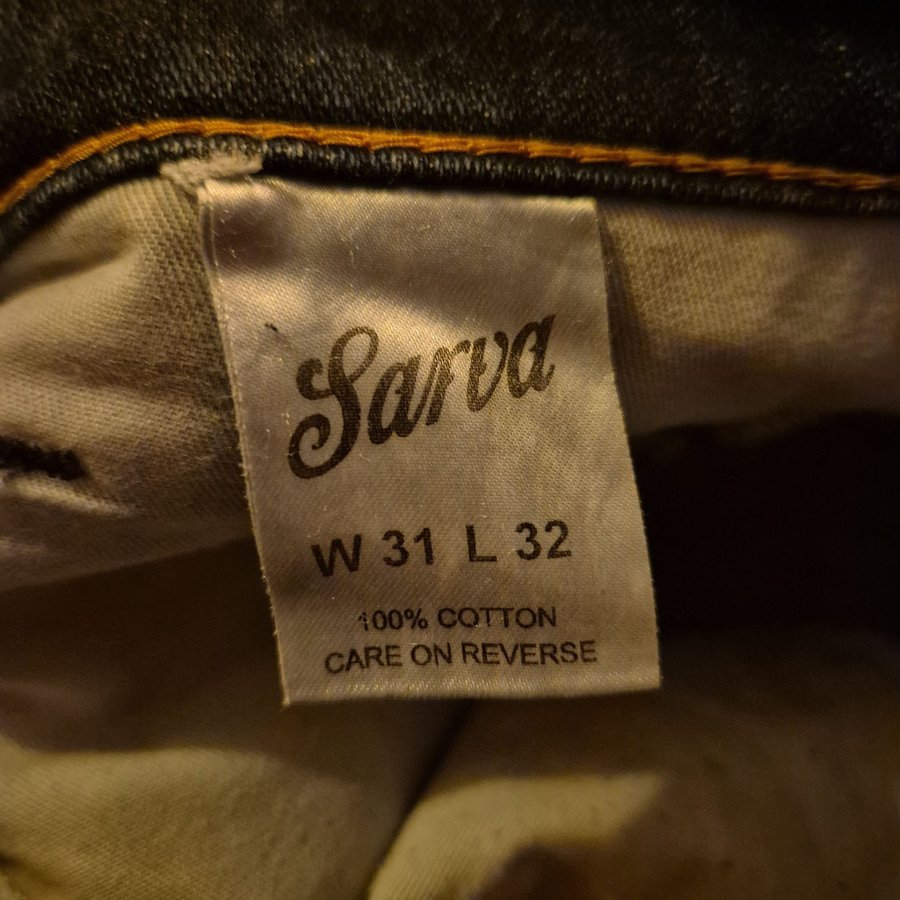 Sarva
W 31 L 32
100% COTTON
CARE ON REVERSE